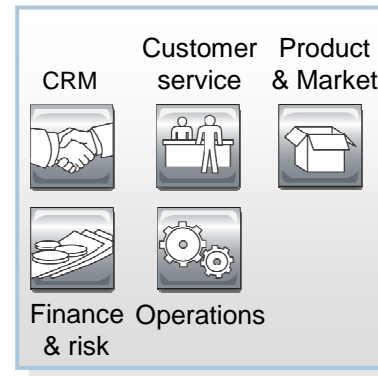 CRM
Customer
service
Product
& Market
Finance
& risk
Operations